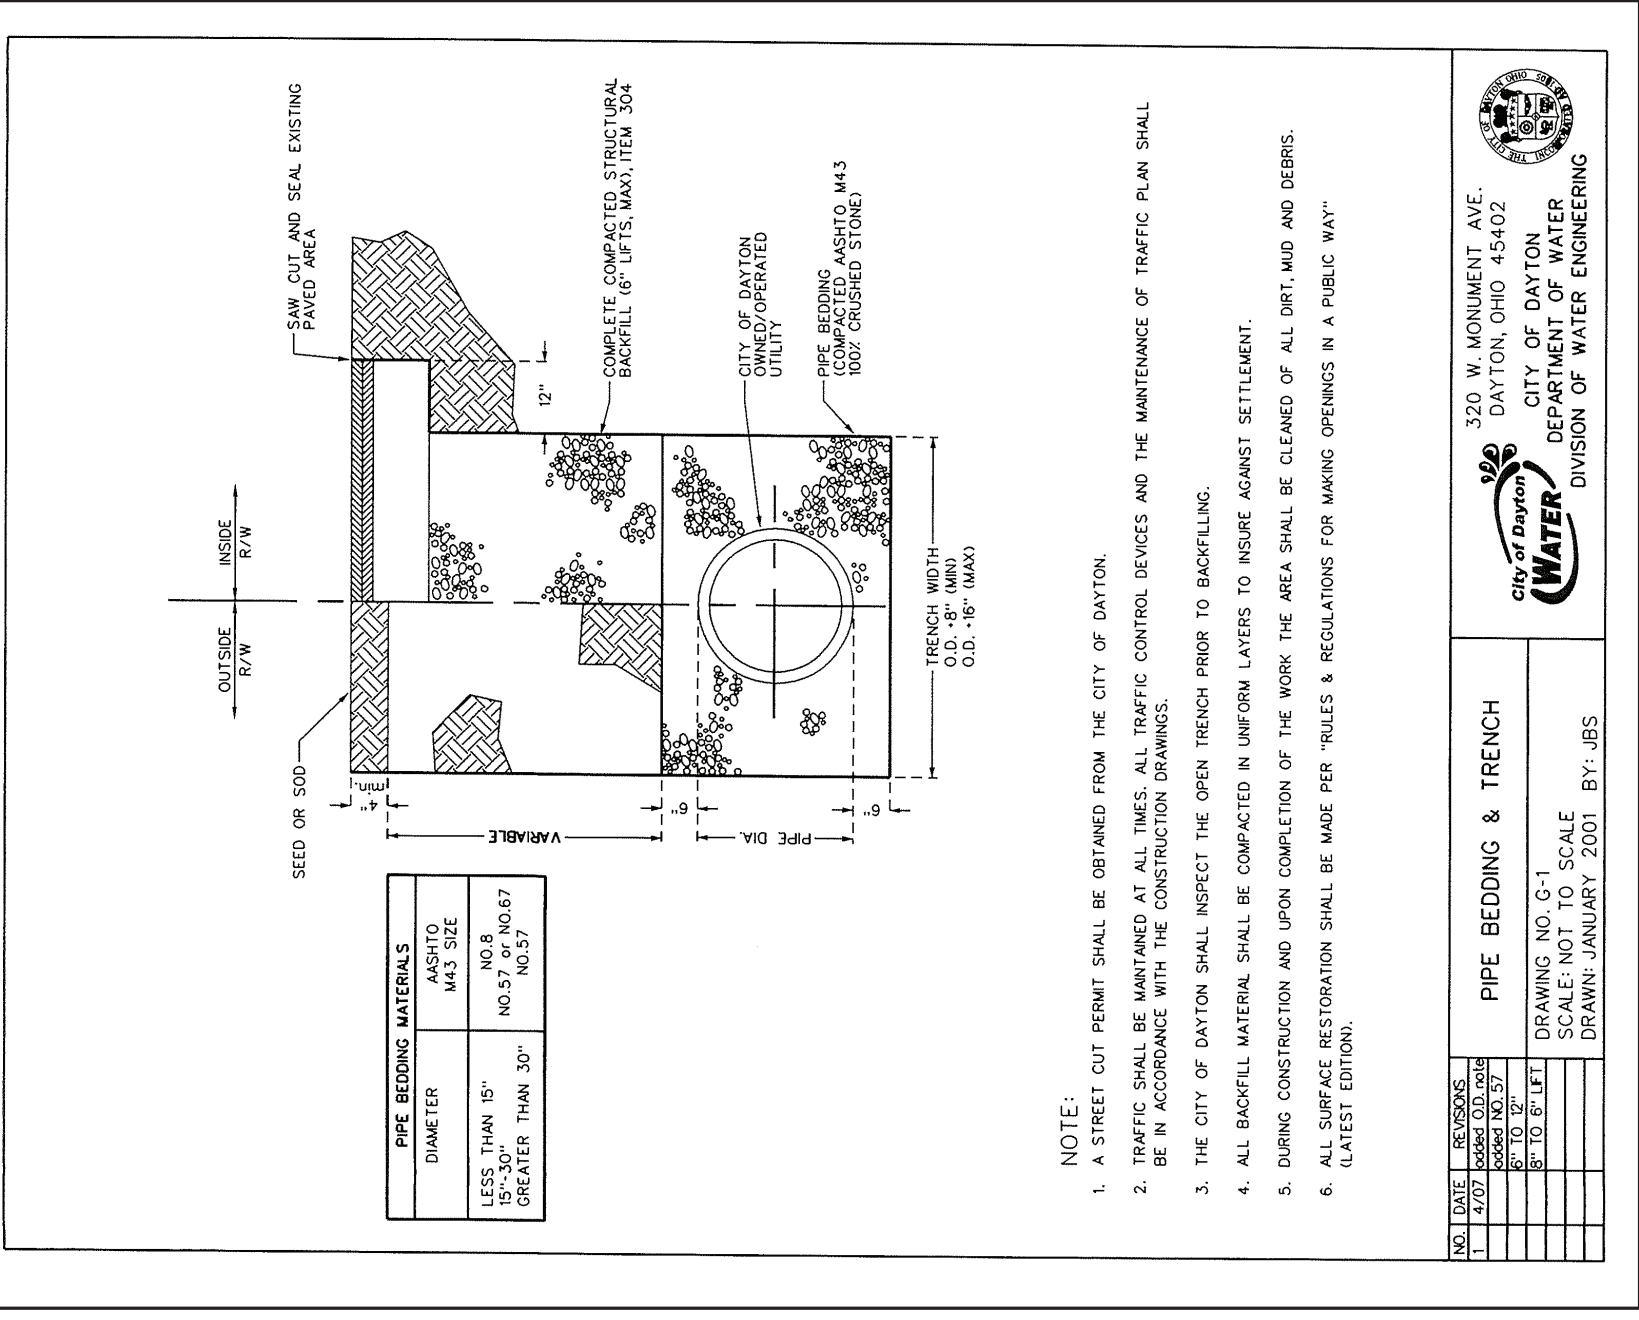 OUTSIDE
R/W
INSIDE
R/W
SEED OR SOD
SAW CUT AND SEAL EXISTING
PAVED AREA
4"
min.
VARIABLE
6"
PIPE DIA.
6"
12"
COMPLETE COMPACTED STRUCTURAL
BACKFILL (6" LIFTS, MAX), ITEM 304
CITY OF DAYTON
OWNED/OPERATED
UTILITY
PIPE BEDDING
(COMPACTED AASHTO M43
100% CRUSHED STONE)
TRENCH WIDTH
O.D. +8" (MIN)
O.D. +16" (MAX)
PIPE BEDDING MATERIALS
DIAMETER
AASHTO
M43 SIZE
LESS THAN 15" NO.8
15"-30" NO.57 or NO.67
GREATER THAN 30" NO.57
NOTE:
1. A STREET CUT PERMIT SHALL BE OBTAINED FROM THE CITY OF DAYTON.
2. TRAFFIC SHALL BE MAINTAINED AT ALL TIMES. ALL TRAFFIC CONTROL DEVICES AND THE MAINTENANCE OF TRAFFIC PLAN SHALL
BE IN ACCORDANCE WITH THE CONSTRUCTION DRAWINGS.
3. THE CITY OF DAYTON SHALL INSPECT THE OPEN TRENCH PRIOR TO BACKFILLING.
4. ALL BACKFILL MATERIAL SHALL BE COMPACTED IN UNIFORM LAYERS TO INSURE AGAINST SETTLEMENT.
5. DURING CONSTRUCTION AND UPON COMPLETION OF THE WORK THE AREA SHALL BE CLEANED OF ALL DIRT, MUD AND DEBRIS.
6. ALL SURFACE RESTORATION SHALL BE MADE PER "RULES & REGULATIONS FOR MAKING OPENINGS IN A PUBLIC WAY"
(LATEST EDITION).
NO. DATE REVISIONS
1 4/07 added O.D. note
added NO. 57
6" TO 12"
8" TO 6" LIFT
PIPE BEDDING & TRENCH
DRAWING NO. G-1
SCALE: NOT TO SCALE
DRAWN: JANUARY 2001 BY: JBS
City of Dayton
WATER
320 W. MONUMENT AVE.
DAYTON, OHIO 45402
CITY OF DAYTON
DEPARTMENT OF WATER
DIVISION OF WATER ENGINEERING
THE CITY OF DAYTON OHIO